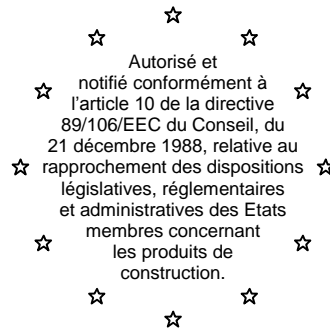 Autorisé et
notifié conformément à
l'article 10 de la directive
89/106/EEC du Conseil, du
21 décembre 1988, relative au
rapprochement des dispositions
législatives, réglementaires
et administratives des Etats
membres concernant
les produits de
construction.